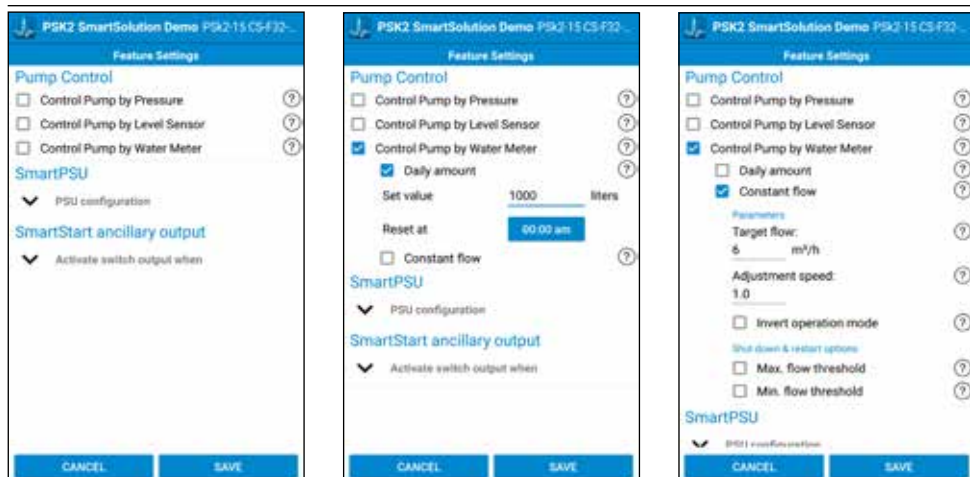 PSK2 SmartSolution Demo PSk2-15 CS-F32-...
Feature Settings
Pump Control
Control Pump by Pressure
Control Pump by Level Sensor
Control Pump by Water Meter
SmartPSU
PSU configuration
SmartStart ancillary output
Activate switch output when
CANCEL SAVE
PSK2 SmartSolution Demo PSk2-15 CS-F32-...
Feature Settings
Pump Control
Control Pump by Pressure
Control Pump by Level Sensor
Control Pump by Water Meter
Daily amount
Set value 1000 liters
Reset at 00:00 am
Constant flow
SmartPSU
PSU configuration
SmartStart ancillary output
Activate switch output when
CANCEL SAVE
PSK2 SmartSolution Demo PSk2-15 CS-F32-...
Feature Settings
Pump Control
Control Pump by Pressure
Control Pump by Level Sensor
Control Pump by Water Meter
Daily amount
Constant flow
Parameters
Target flow:
6 m³/h
Adjustment speed:
1.0
Invert operation mode
Shut down & restart options
Max. flow threshold
Min. flow threshold
SmartPSU
PSU configuration
CANCEL SAVE